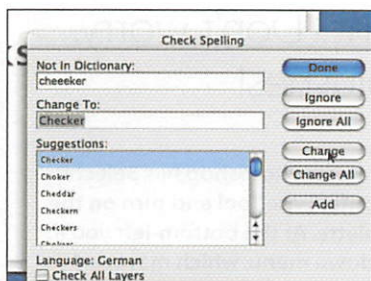 Check Spelling
Not In Dictionary:
cheeeker
Done
Ignore
Change To:
Checker
Ignore All
Suggestions:
Checker
Choker
Cheddar
Checkern
Checkers
Chokers
Change
Change All
Add
Language: German
Check All Layers